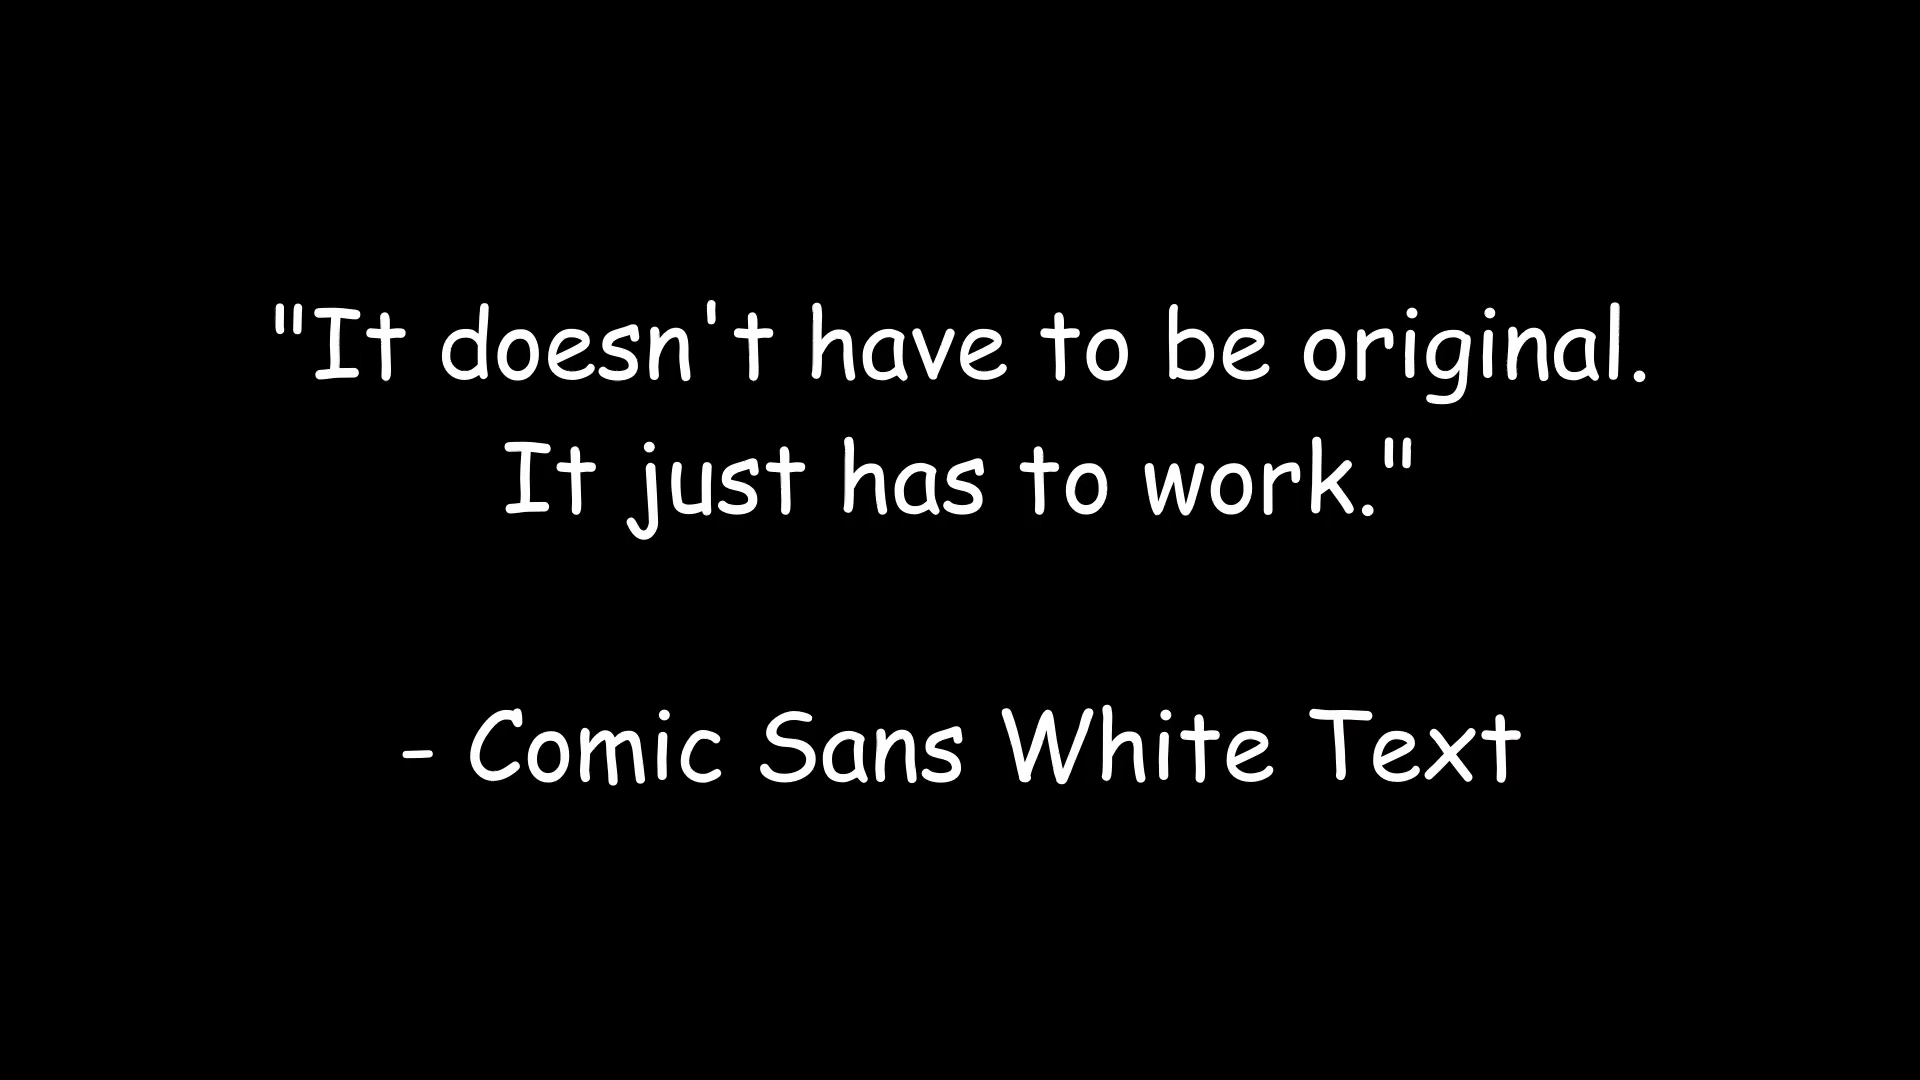 "It doesn't have to be original.
It just has to work."
- Comic Sans White Text